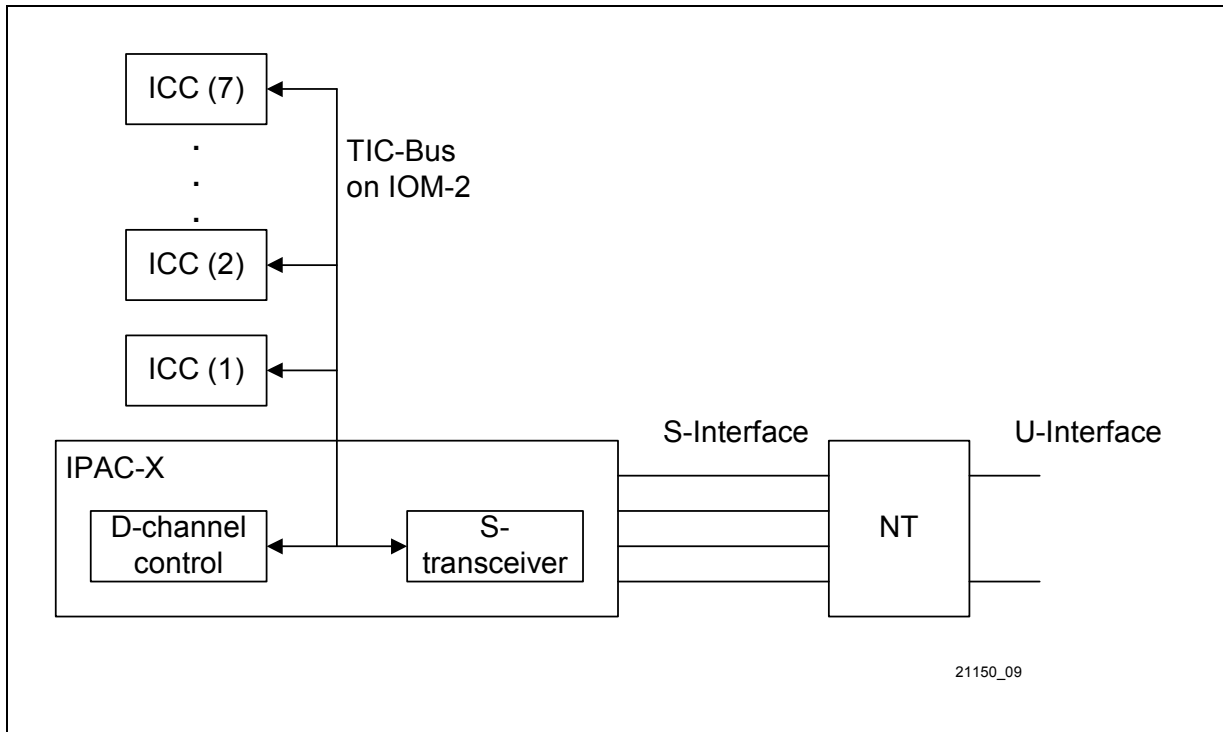 ICC (7)
TIC-Bus
on IOM-2
ICC (2)
ICC (1)
S-Interface
U-Interface
IPAC-X
D-channel
control
S-
transceiver
NT
21150_09